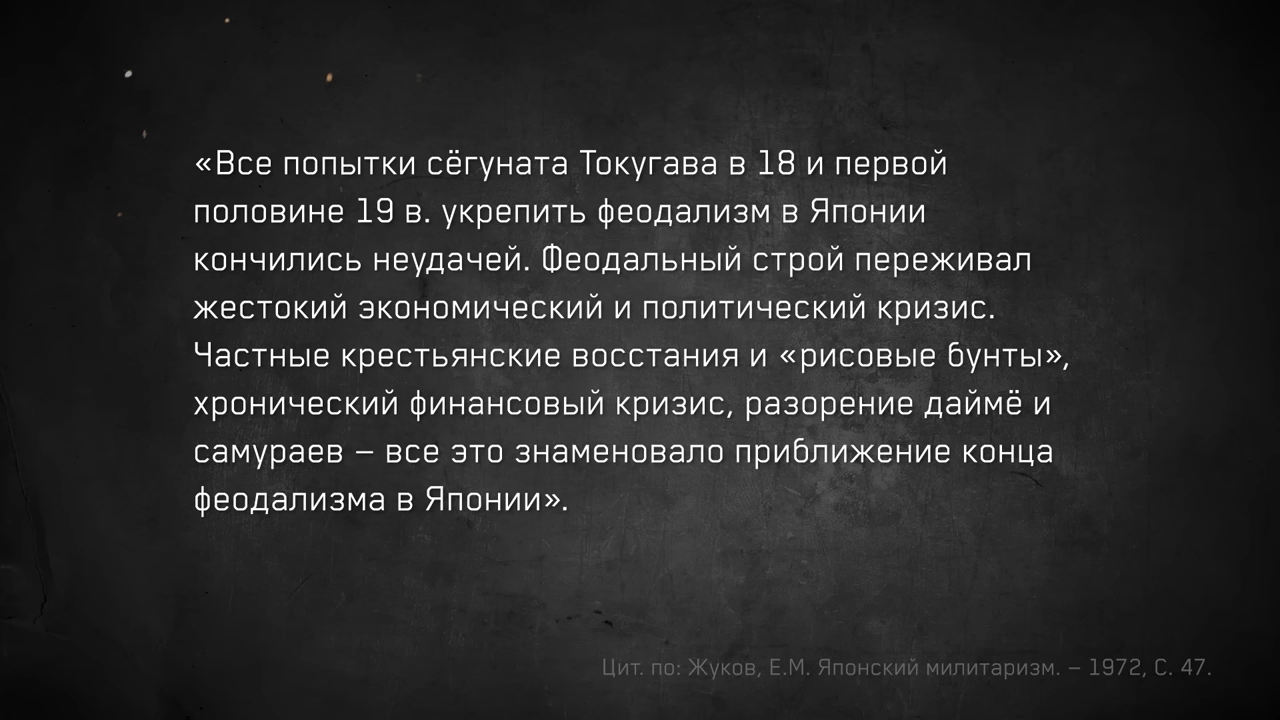 «Все попытки сёгуната Токугава в 18 и первой
половине 19 в. укрепить феодализм в Японии
кончились неудачей. Феодальный строй переживал
жестокий экономический и политический кризис.
Частные крестьянские восстания и «рисовые бунты»,
хронический финансовый кризис, разорение даймё и
самураев – все это знаменовало приближение конца
феодализма в Японии».
Цит. по: Жуков, Е.М. Японский милитаризм. – 1972, С. 47.